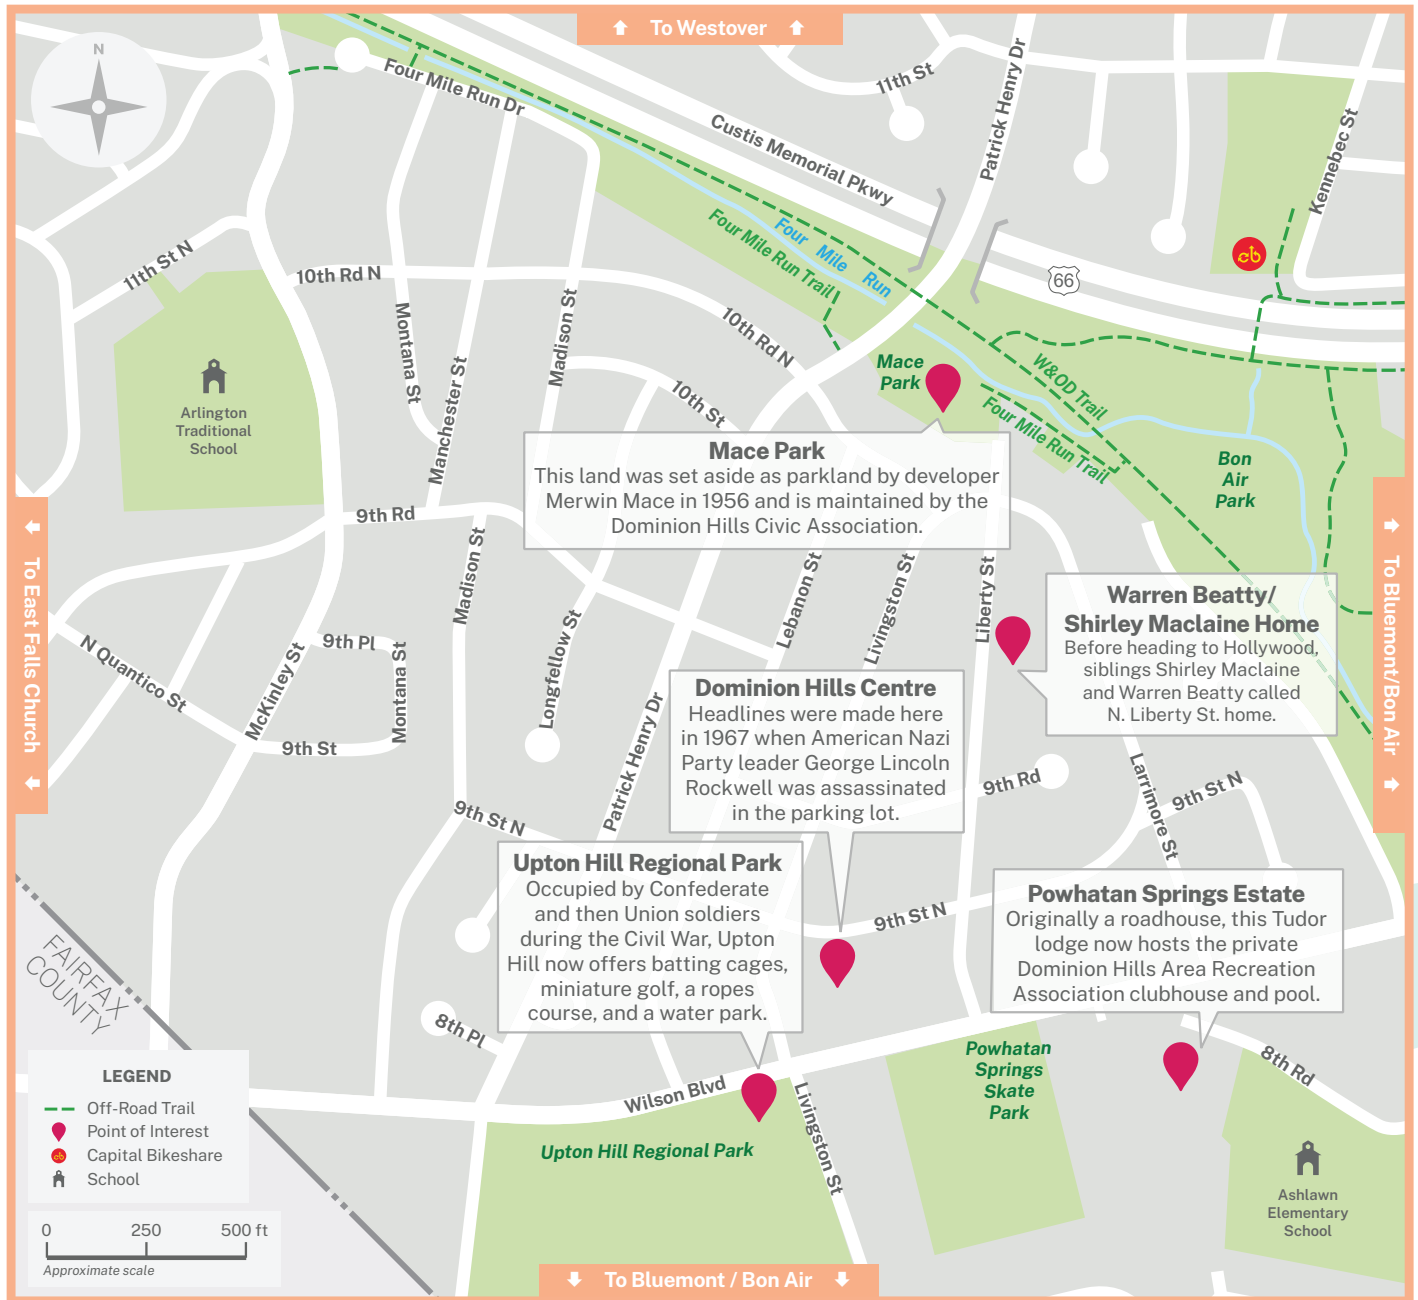 To Westover
N
Four Mile Run Dr
11th St
Patrick Henry Dr
Custis Memorial Pkwy
Kennebec St
Four Mile Run
Four Mile Run Trail
11th St N
10th Rd N
66
Montana St
Manchester St
Madison St
10th Rd N
10th St
Mace
Park
W&OD Trail
Four Mile Run Trail
Arlington
Traditional
School
Bon
Air
Park
Mace Park
This land was set aside as parkland by developer
Merwin Mace in 1956 and is maintained by the
Dominion Hills Civic Association.
9th Rd
To East Falls Church
To Bluemont/Bon Air
Madison St
Lebanon St
Livingston St
Liberty St
Warren Beatty/
Shirley Maclaine Home
Before heading to Hollywood,
siblings Shirley Maclaine
and Warren Beatty called
N. Liberty St. home.
N Quantico St
McKinley St
9th Pl
Montana St
9th St
Longfellow St
Patrick Henry Dr
Dominion Hills Centre
Headlines were made here
in 1967 when American Nazi
Party leader George Lincoln
Rockwell was assassinated
in the parking lot.
9th Rd
Larrimore St
9th St N
9th St N
Upton Hill Regional Park
Occupied by Confederate
and then Union soldiers
during the Civil War, Upton
Hill now offers batting cages,
miniature golf, a ropes
course, and a water park.
9th St N
Powhatan Springs Estate
Originally a roadhouse, this Tudor
lodge now hosts the private
Dominion Hills Area Recreation
Association clubhouse and pool.
FAIRFAX
COUNTY
8th Pl
Powhatan
Springs
Skate
Park
8th Rd
Wilson Blvd
Livingston St
Upton Hill Regional Park
Ashlawn
Elementary
School
LEGEND
Off-Road Trail
Point of Interest
Capital Bikeshare
School
0 250 500 ft
Approximate scale
To Bluemont / Bon Air